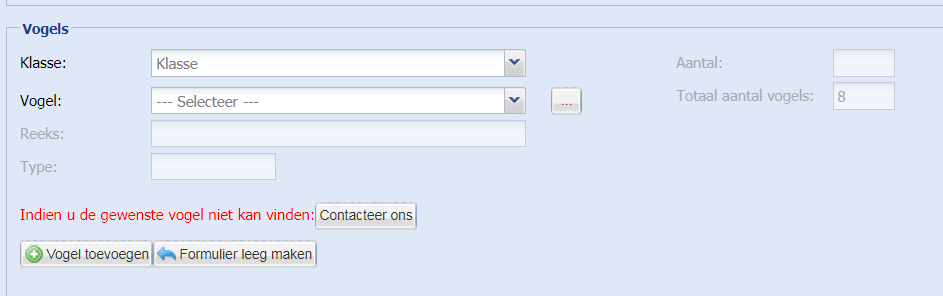 Vogels
Klasse: Klasse Aantal:
Vogel: --- Selecteer --- ... Totaal aantal vogels: 8
Reeks:
Type:
Indien u de gewenste vogel niet kan vinden: Contacteer ons
Vogel toevoegen Formulier leeg maken